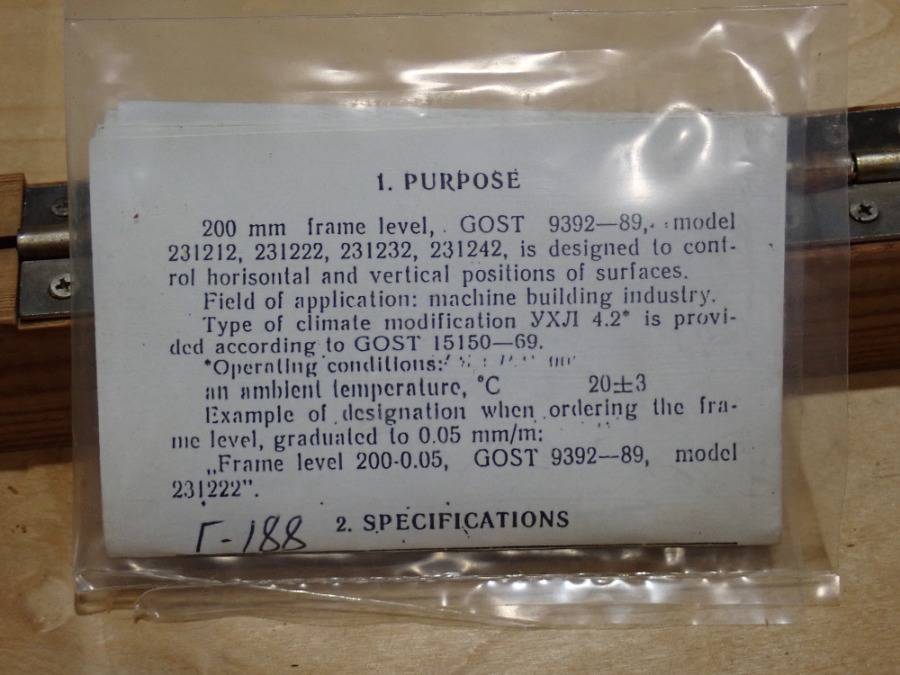 1. PURPOSE
200 mm frame level, GOST 9392—89, model
231212, 231222, 231232, 231242, is designed to cont-
rol horisontal and vertical positions of surfaces.
Field of application: machine building industry.
Type of climate modification УХЛ 4.2* is provi-
ded according to GOST 15150—69.
*Operating conditions:
an ambient temperature, °C 20±3
Example of designation when ordering the fra-
me level, graduated to 0.05 mm/m:
„Frame level 200-0.05, GOST 9392—89, model
231222”.
Г-188 2. SPECIFICATIONS